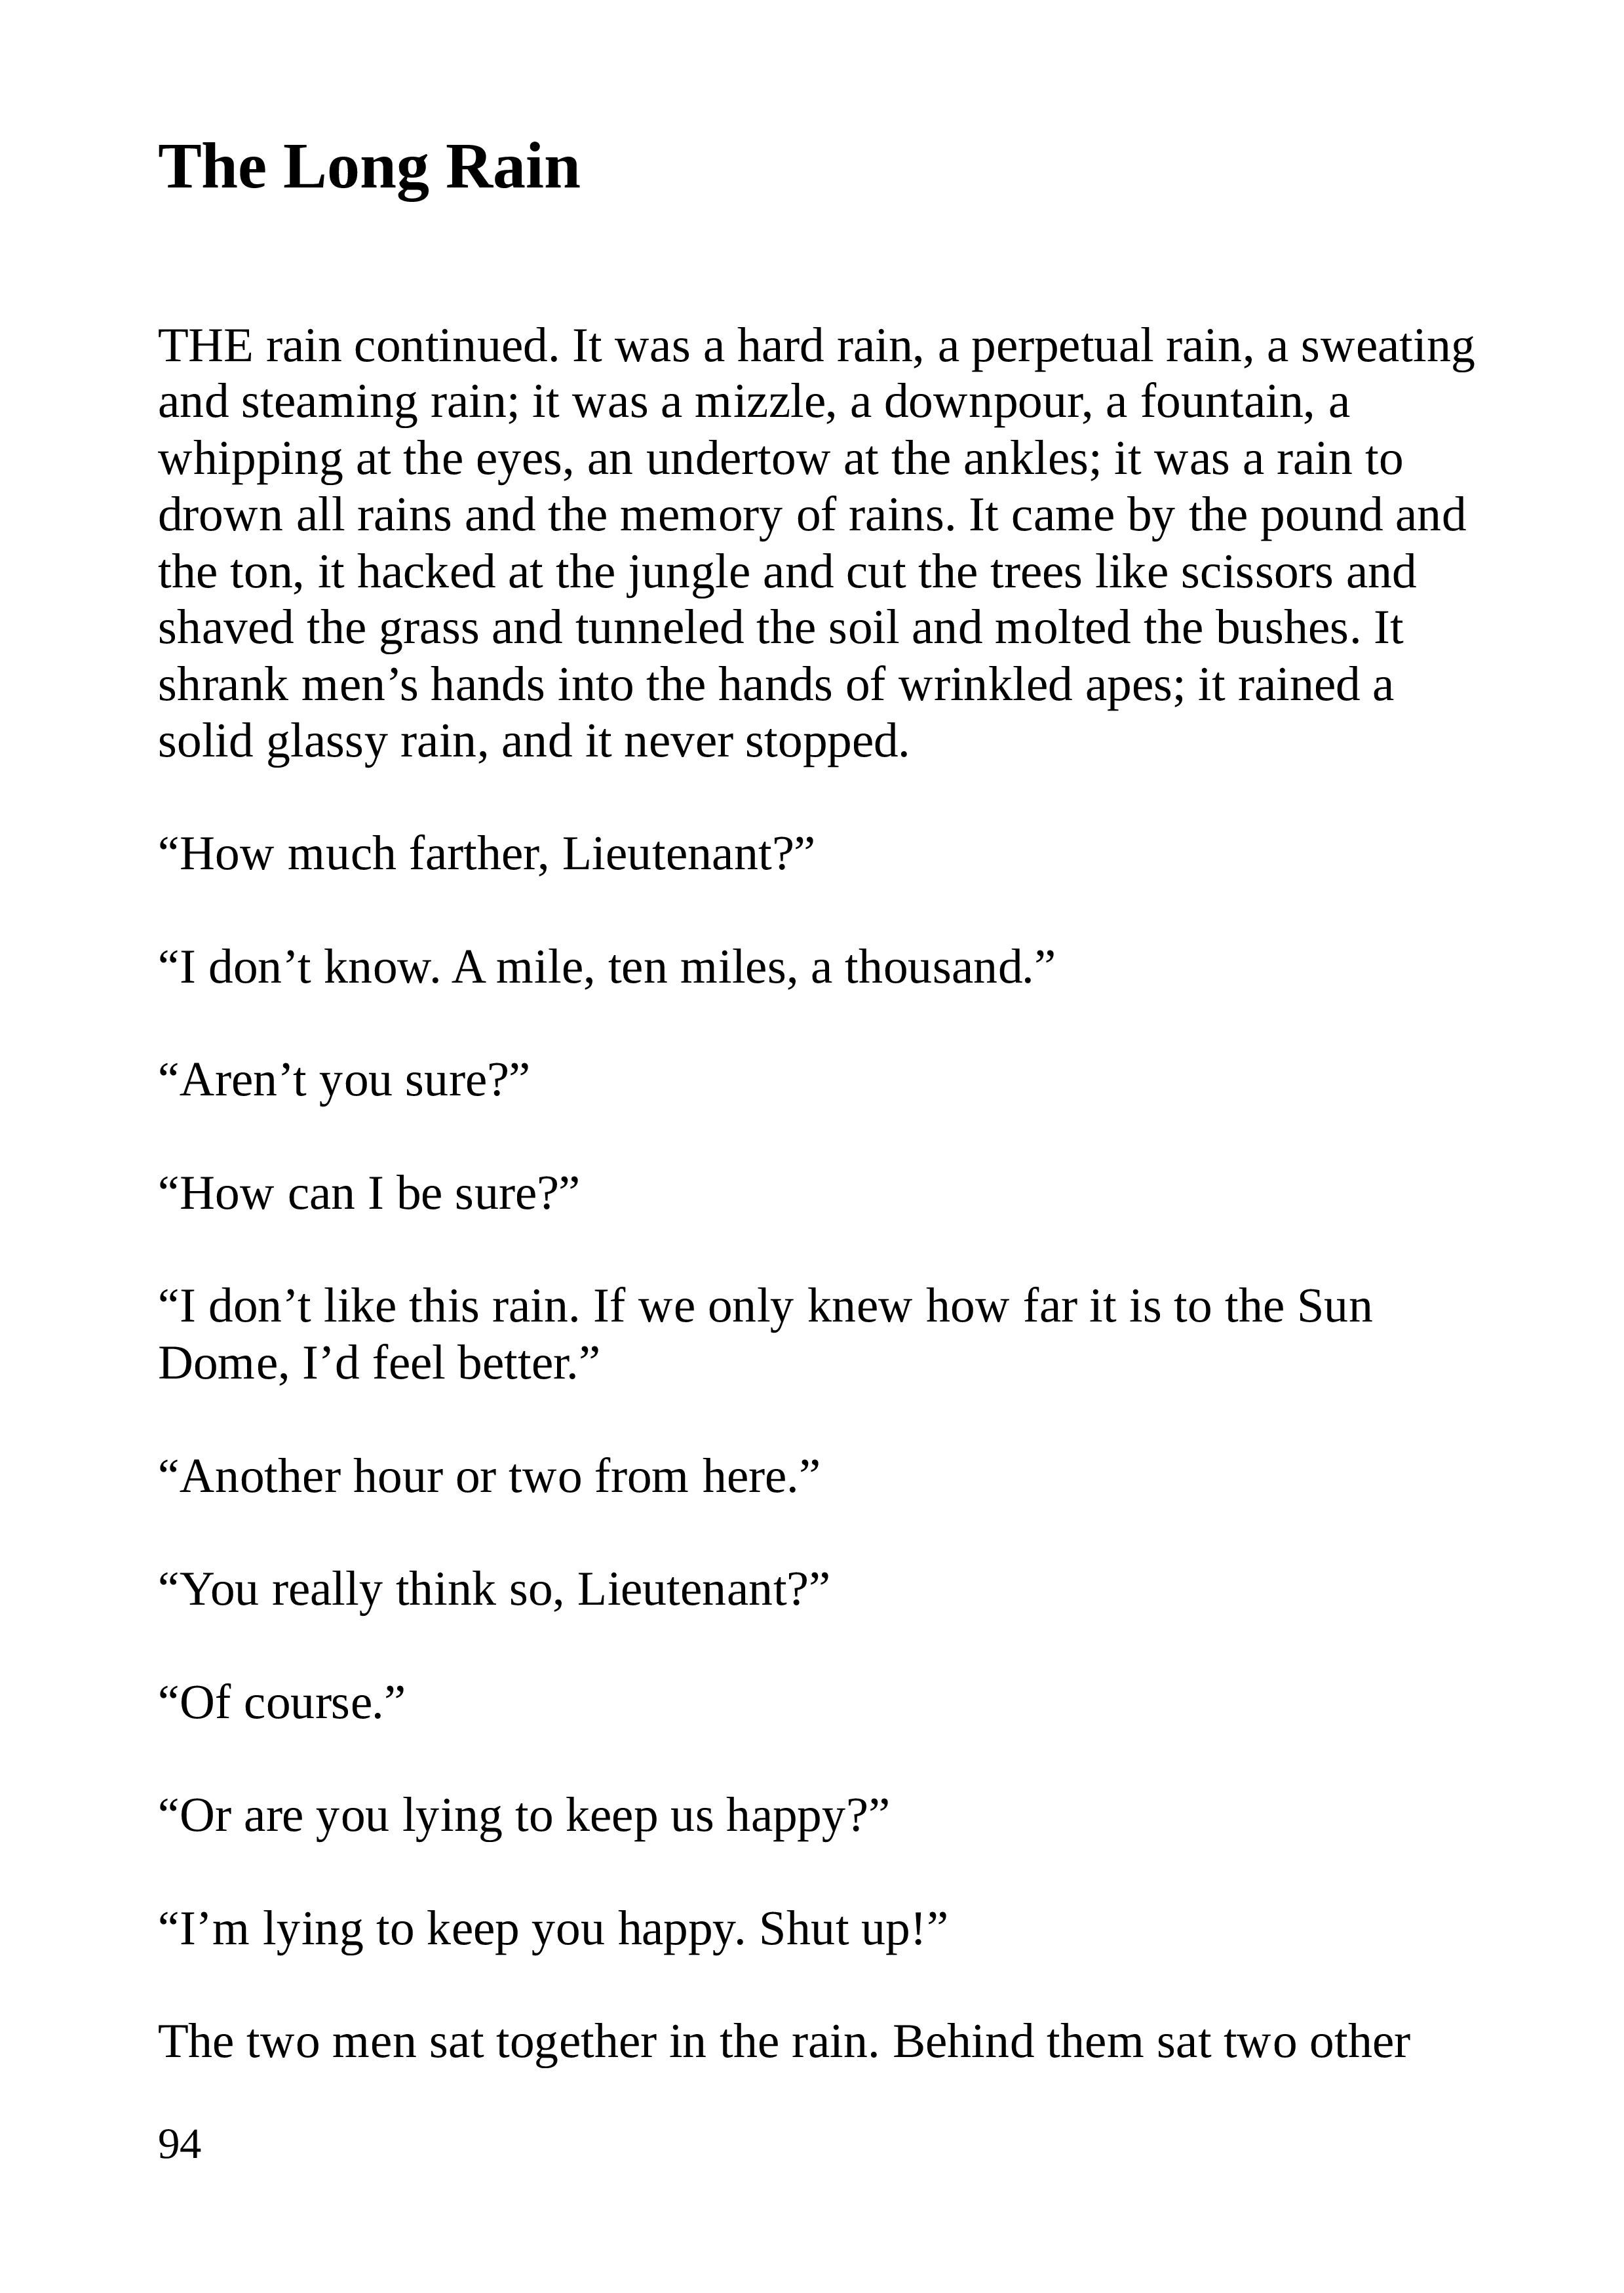 The Long Rain
THE rain continued. It was a hard rain, a perpetual rain, a sweating
and steaming rain; it was a mizzle, a downpour, a fountain, a
whipping at the eyes, an undertow at the ankles; it was a rain to
drown all rains and the memory of rains. It came by the pound and
the ton, it hacked at the jungle and cut the trees like scissors and
shaved the grass and tunneled the soil and molted the bushes. It
shrank men’s hands into the hands of wrinkled apes; it rained a
solid glassy rain, and it never stopped.
“How much farther, Lieutenant?”
“I don’t know. A mile, ten miles, a thousand.”
“Aren’t you sure?”
“How can I be sure?”
“I don’t like this rain. If we only knew how far it is to the Sun
Dome, I’d feel better.”
“Another hour or two from here.”
“You really think so, Lieutenant?”
“Of course.”
“Or are you lying to keep us happy?”
“I’m lying to keep you happy. Shut up!”
The two men sat together in the rain. Behind them sat two other
94